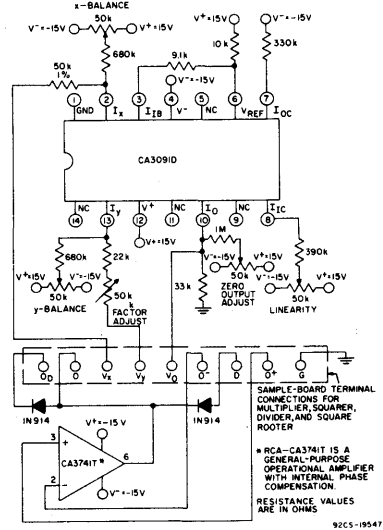 x-BALANCE
50k
V⁻=-15V
V⁺=15V
680k
50k
1%
V⁺=15V
V⁻=-15V
10k
330k
9.1k
V⁻=-15V
1 2 3 4 5 6 7
GND Ix IIB V⁻ NC VREF IOC
CA3091D
NC Iy V⁺ NC IO NC IIC
14 13 12 11 10 9 8
V⁺=15V
1M
680k
22k
390k
V⁺=15V
V⁻=-15V
V⁻=-15V
V⁺=15V
V⁻=-15V
V⁺=15V
50k
50k
50k
50k
y-BALANCE
k
FACTOR
ADJUST
33k
ZERO
OUTPUT
ADJUST
LINEARITY
OD O Vx Vy VO O⁻ D O⁺ G
IN914
IN914
SAMPLE-BOARD TERMINAL
CONNECTIONS FOR
MULTIPLIER, SQUARER,
DIVIDER, AND SQUARE
ROOTER
V⁺=-15V
3
+
CA3741T*
6
2
-
V⁻=-15V
* RCA-CA3741T IS A
GENERAL-PURPOSE
OPERATIONAL AMPLIFIER
WITH INTERNAL PHASE
COMPENSATION.
RESISTANCE VALUES
ARE IN OHMS
92CS-19547